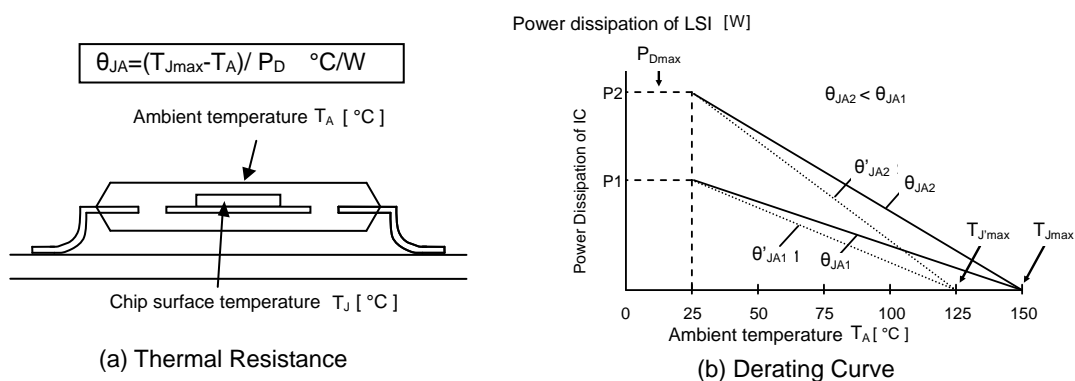 θJA=(TJmax-TA)/ PD °C/W
Ambient temperature TA [ °C ]
Chip surface temperature TJ [ °C ]
(a) Thermal Resistance
Power dissipation of LSI [W]
PDmax
P2
θJA2 < θJA1
Power Dissipation of IC
θ'JA2
θJA2
P1
TJ'max
TJmax
θ'JA1
θJA1
0 25 50 75 100 125 150
Ambient temperature TA [ °C ]
(b) Derating Curve